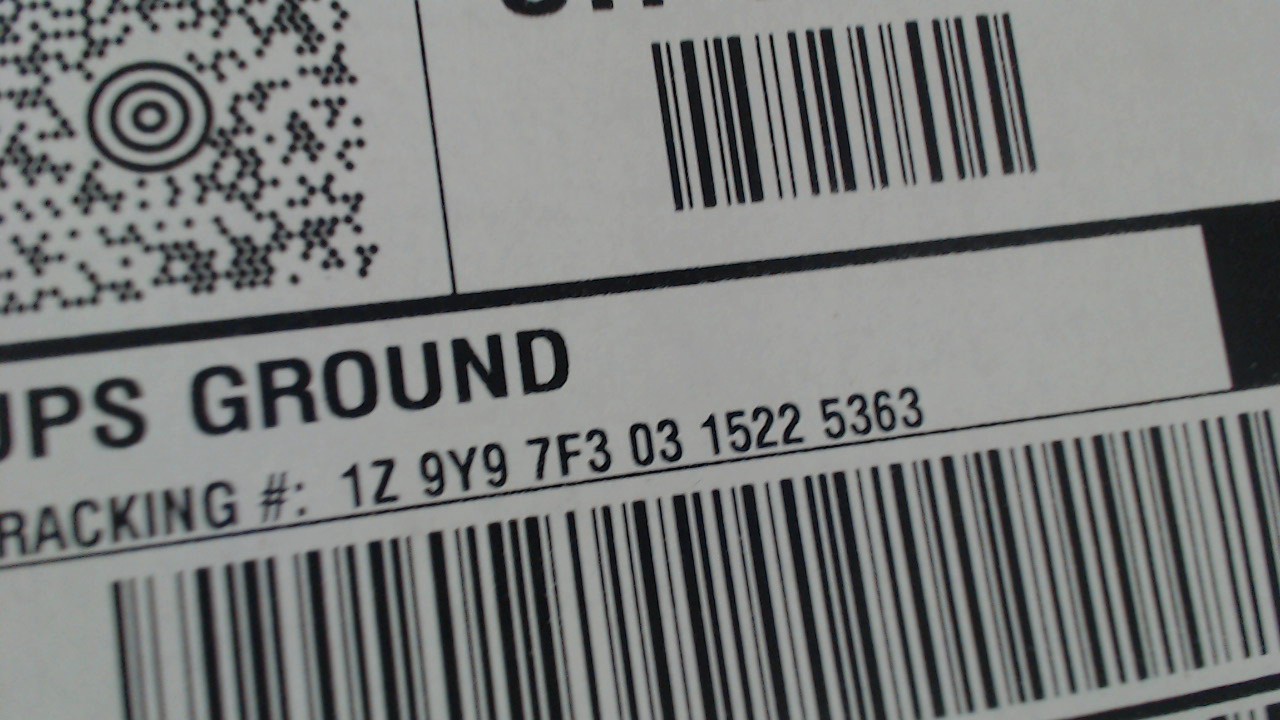 UPS GROUND
TRACKING #: 1Z 9Y9 7F3 03 1522 5363